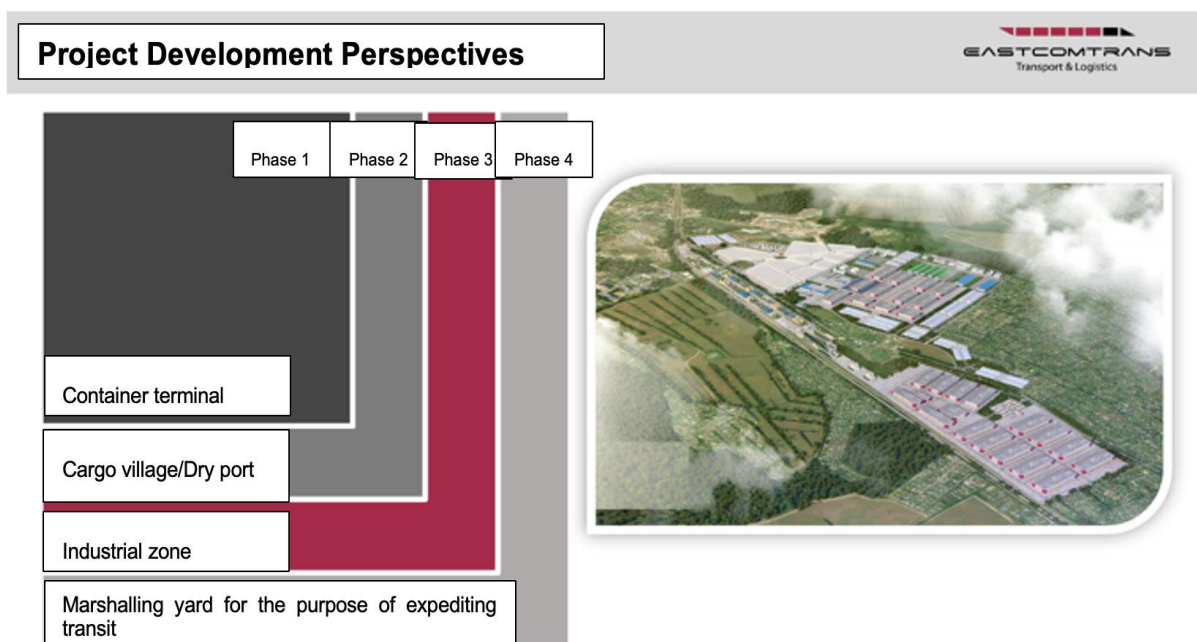 Project Development Perspectives
EASTCOMTRANS
Transport & Logistics
Phase 1
Phase 2
Phase 3
Phase 4
Container terminal
Cargo village/Dry port
Industrial zone
Marshalling yard for the purpose of expediting
transit